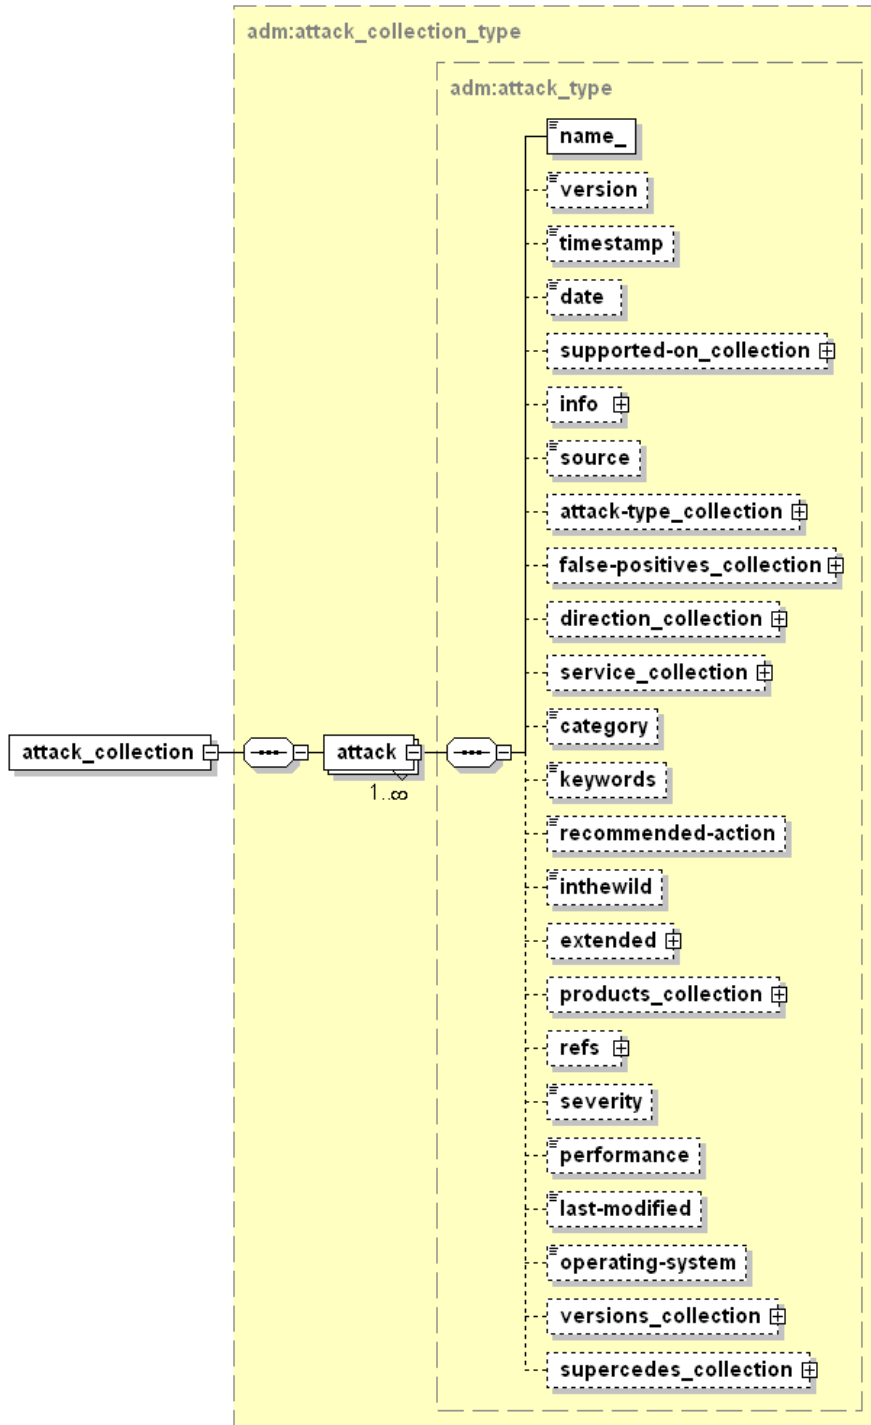 adm:attack_collection_type
adm:attack_type
name_
version
timestamp
date
supported-on_collection
info
source
attack-type_collection
false-positives_collection
direction_collection
service_collection
category
attack_collection
attack
1..∞
keywords
recommended-action
inthewild
extended
products_collection
refs
severity
performance
last-modified
operating-system
versions_collection
supercedes_collection